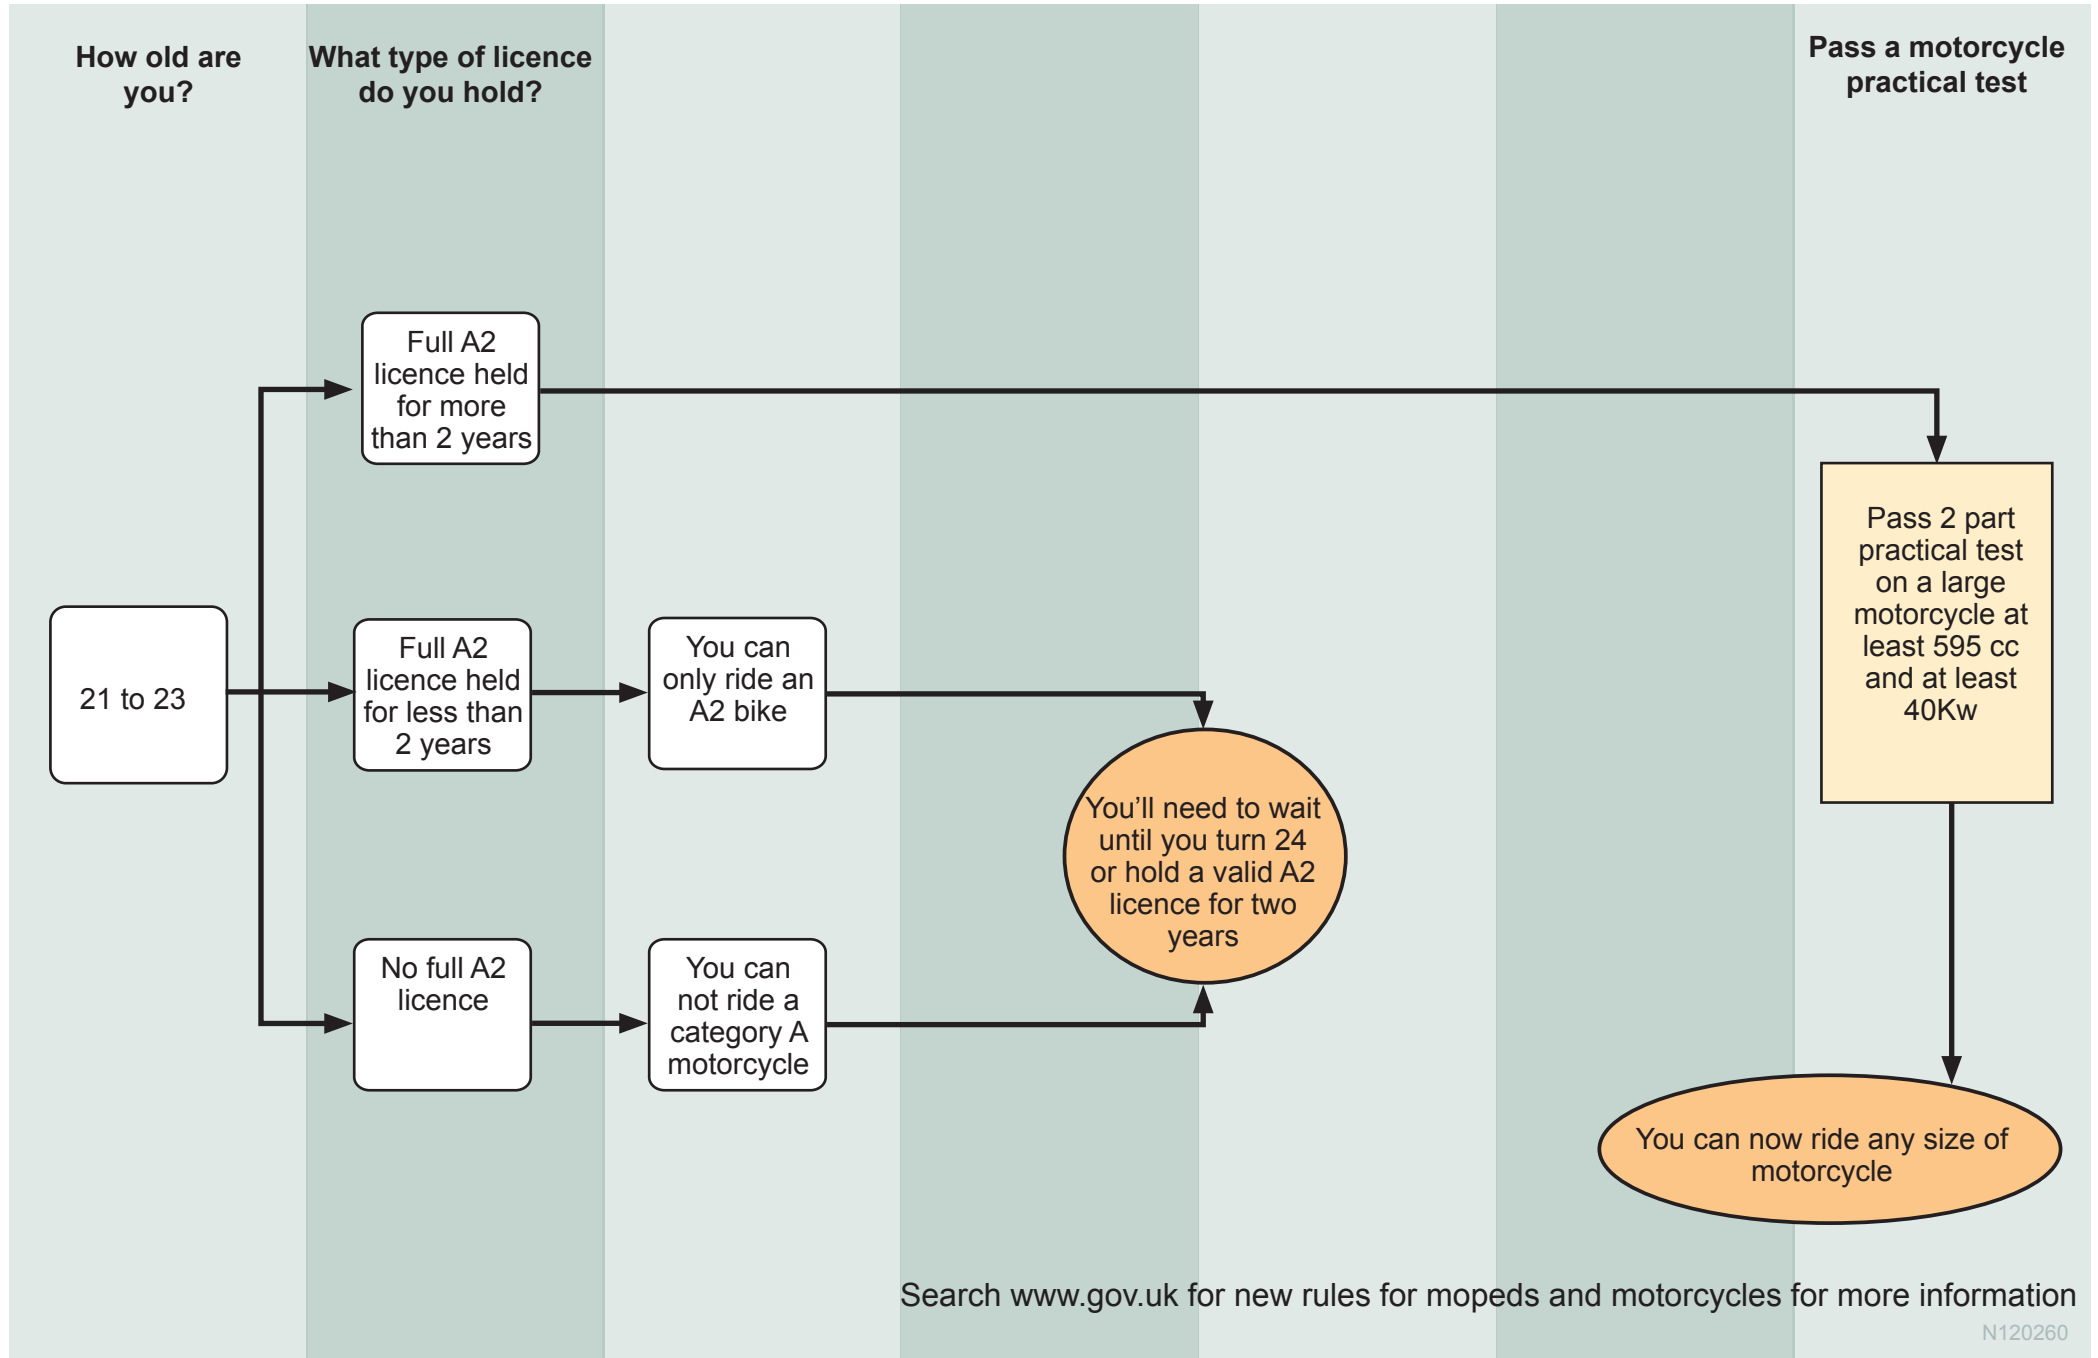 How old are
you?
What type of licence
do you hold?
Pass a motorcycle
practical test
Full A2
licence held
for more
than 2 years
Pass 2 part
practical test
on a large
motorcycle at
least 595 cc
and at least
40Kw
21 to 23
Full A2
licence held
for less than
2 years
You can
only ride an
A2 bike
You'll need to wait
until you turn 24
or hold a valid A2
licence for two
years
No full A2
licence
You can
not ride a
category A
motorcycle
You can now ride any size of
motorcycle
Search www.gov.uk for new rules for mopeds and motorcycles for more information
N120260